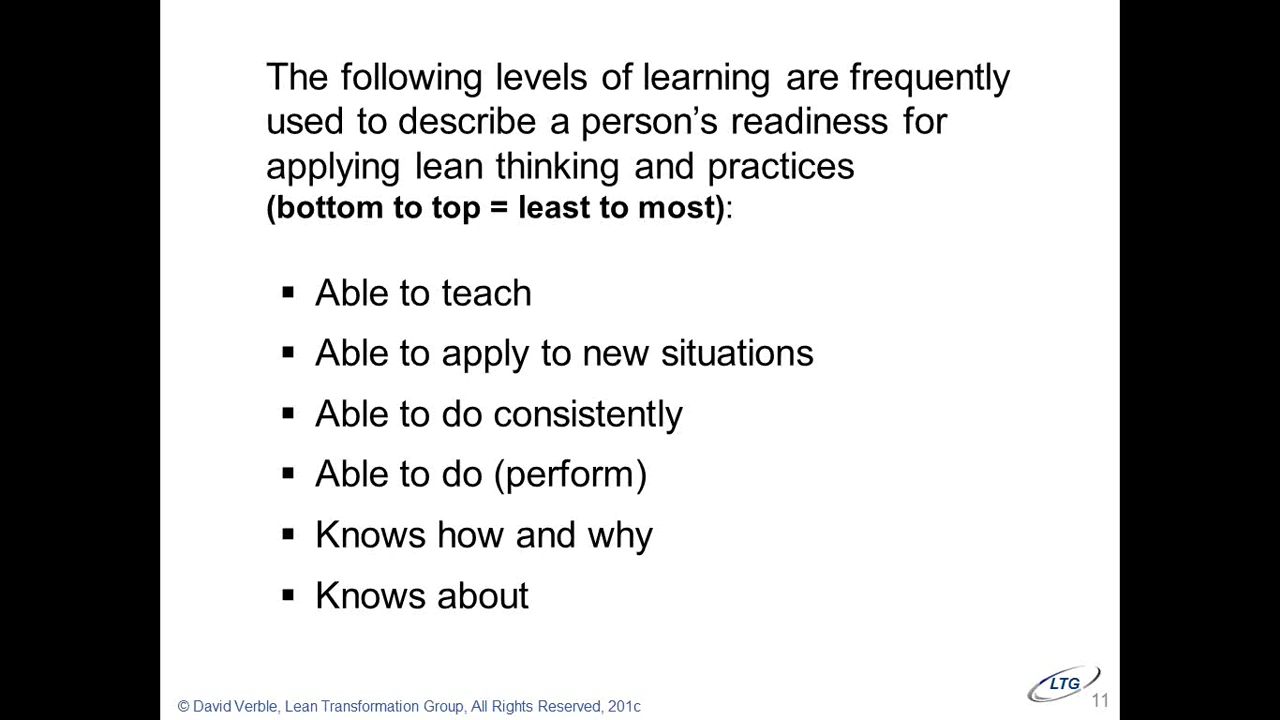 The following levels of learning are frequently
used to describe a person’s readiness for
applying lean thinking and practices
(bottom to top = least to most):
▪ Able to teach
▪ Able to apply to new situations
▪ Able to do consistently
▪ Able to do (perform)
▪ Knows how and why
▪ Knows about
LTG
© David Verble, Lean Transformation Group, All Rights Reserved, 201c
11